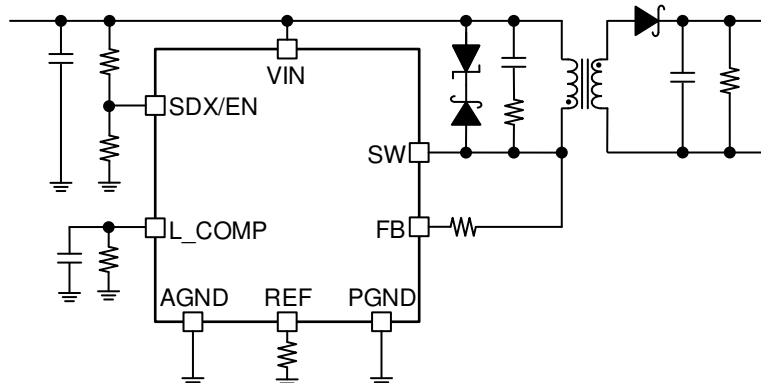 VIN
SDX/EN
SW
L_COMP
FB
AGND
REF
PGND